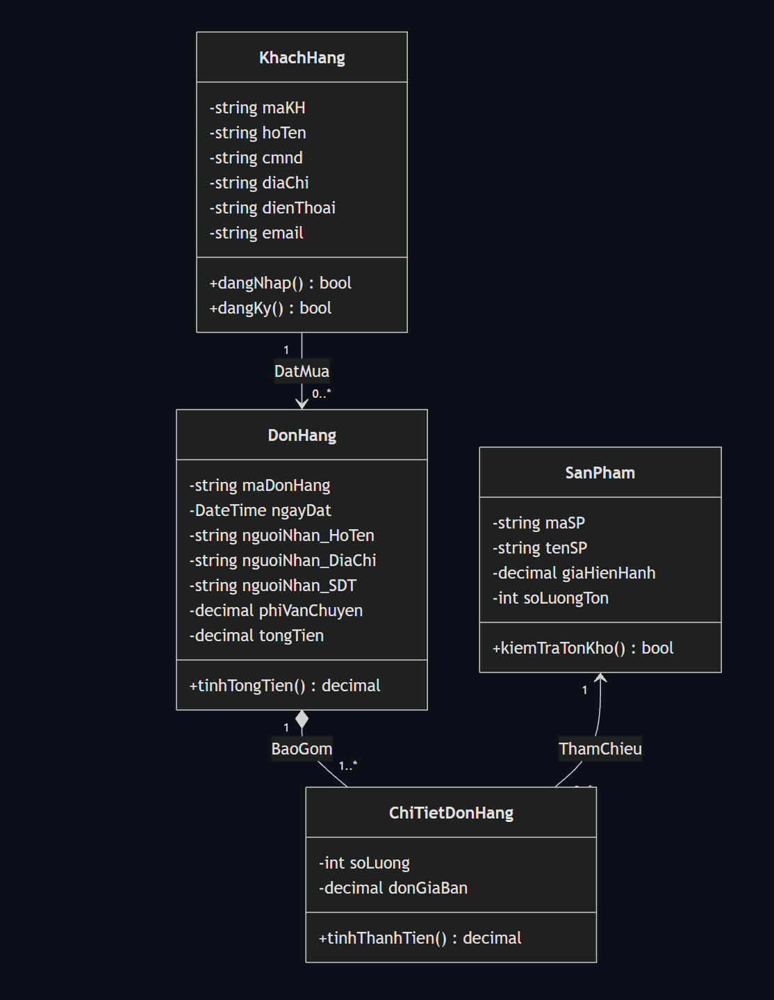 KhachHang
-string maKH
-string hoTen
-string cmnd
-string diaChi
-string dienThoai
-string email
+dangNhap() : bool
+dangKy() : bool
1
DatMua
0..*
DonHang
-string maDonHang
-DateTime ngayDat
-string nguoiNhan_HoTen
-string nguoiNhan_DiaChi
-string nguoiNhan_SDT
-decimal phiVanChuyen
-decimal tongTien
+tinhTongTien() : decimal
SanPham
-string maSP
-string tenSP
-decimal giaHienHanh
-int soLuongTon
+kiemTraTonKho() : bool
1
BaoGom
1..*
1
ThamChieu
ChiTietDonHang
-int soLuong
-decimal donGiaBan
+tinhThanhTien() : decimal